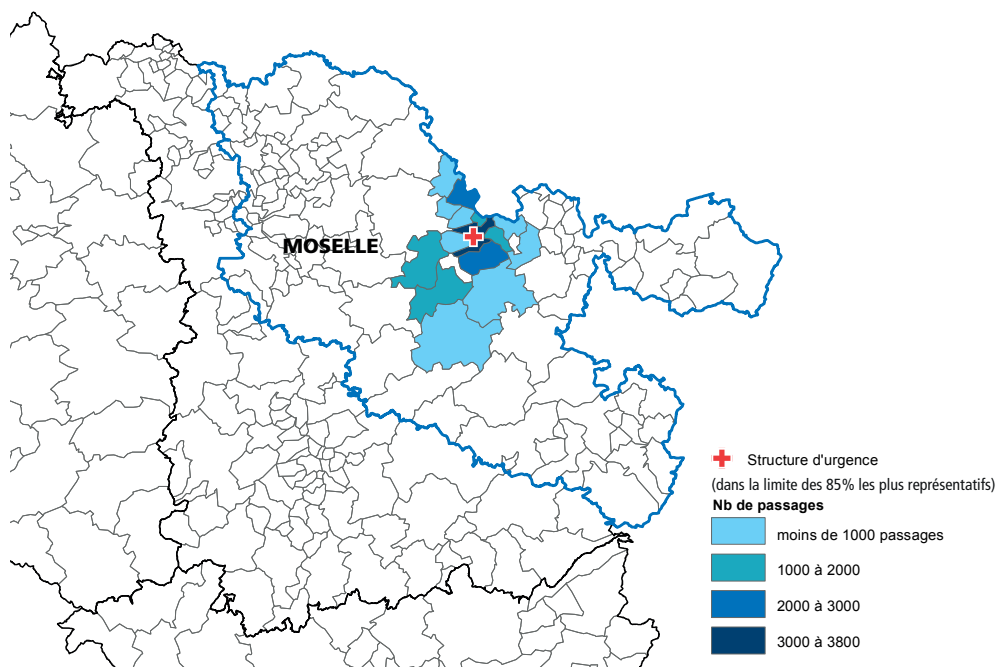 MOSELLE
Structure d'urgence
(dans la limite des 85% les plus représentatifs)
Nb de passages
moins de 1000 passages
1000 à 2000
2000 à 3000
3000 à 3800